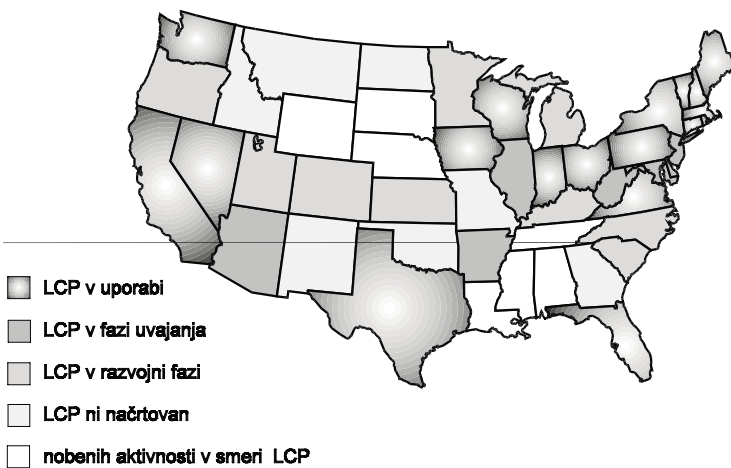 LCP v uporabi
LCP v fazi uvajanja
LCP v razvojni fazi
LCP ni načrtovan
nobenih aktivnosti v smeri LCP